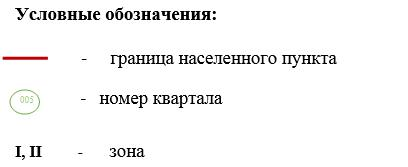 Условные обозначения:
- граница населенного пункта
005 - номер квартала
I, II - зона